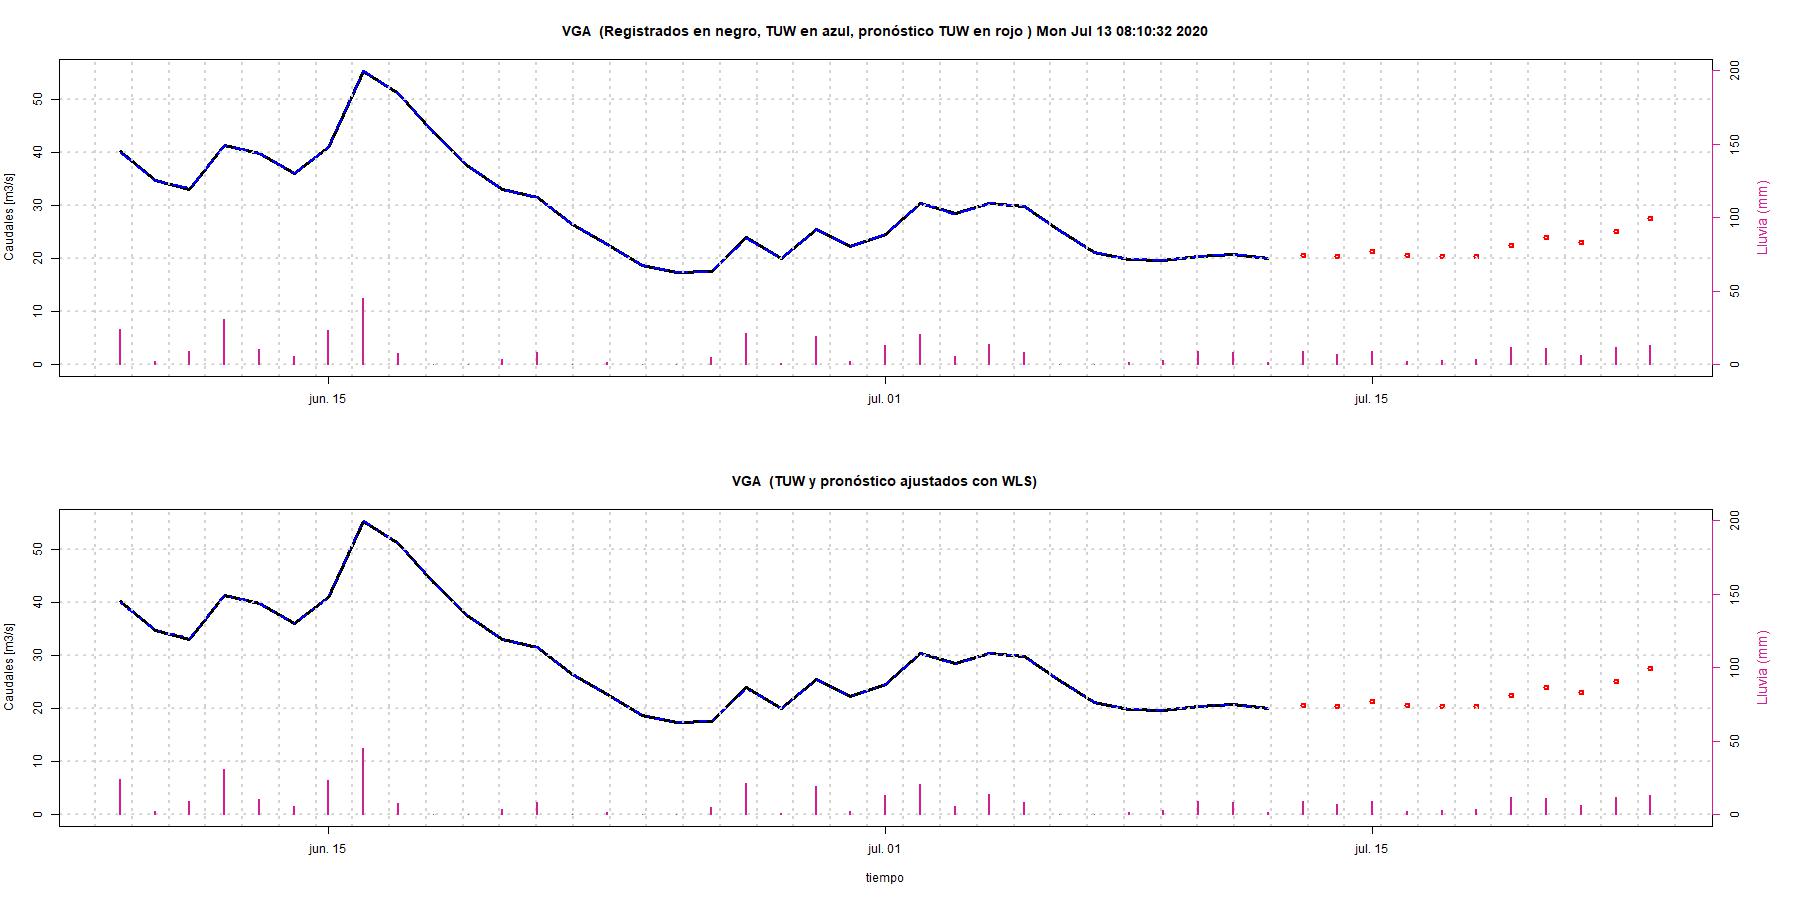 VGA  (Registrados en negro, TUW en azul, pronóstico TUW en rojo ) Mon Jul 13 08:10:32 2020
Caudales [m3/s]
50
40
30
20
10
0
200
150
100
50
0
Lluvia (mm)
jun. 15
jul. 01
jul. 15
VGA  (TUW y pronóstico ajustados con WLS)
Caudales [m3/s]
50
40
30
20
10
0
200
150
100
50
0
Lluvia (mm)
jun. 15
jul. 01
jul. 15
tiempo